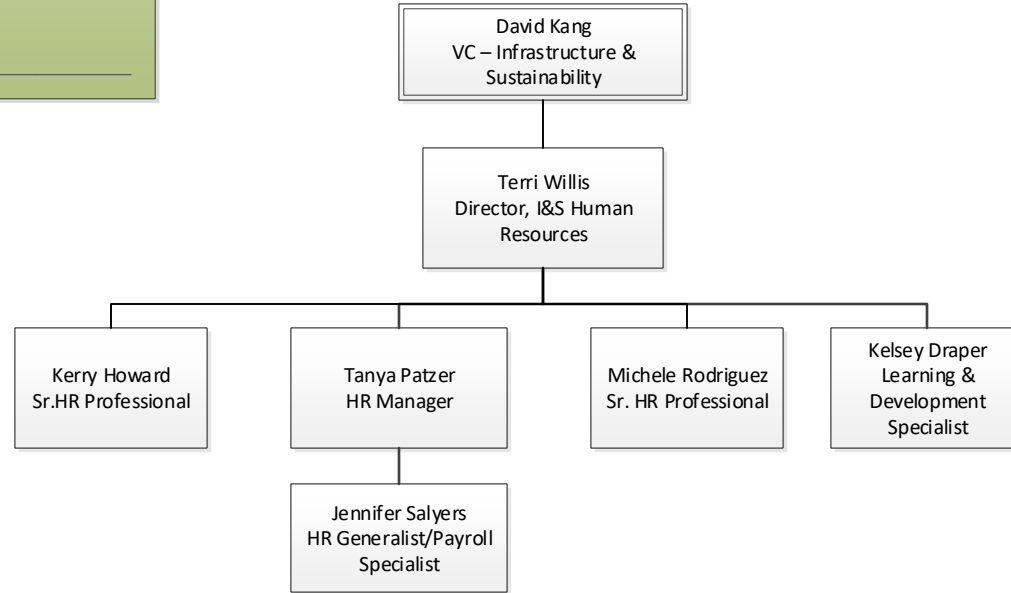 David Kang
VC – Infrastructure &
Sustainability
Terri Willis
Director, I&S Human
Resources
Kerry Howard
Sr.HR Professional
Tanya Patzer
HR Manager
Michele Rodriguez
Sr. HR Professional
Kelsey Draper
Learning &
Development
Specialist
Jennifer Salyers
HR Generalist/Payroll
Specialist